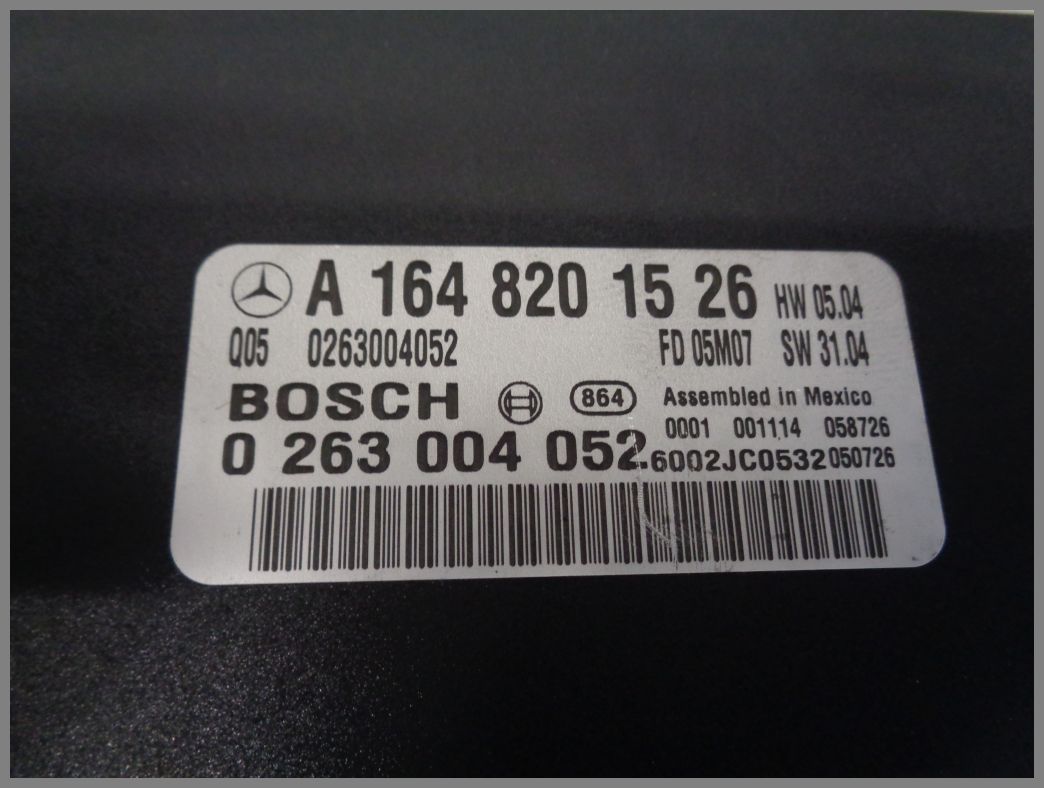 A 164 820 15 26 HW 05.04
Q05 0263004052 FD 05M07 SW 31.04
BOSCH 864 Assembled in Mexico
0001 001114 058726
0 263 004 052 6002JC0532 050726